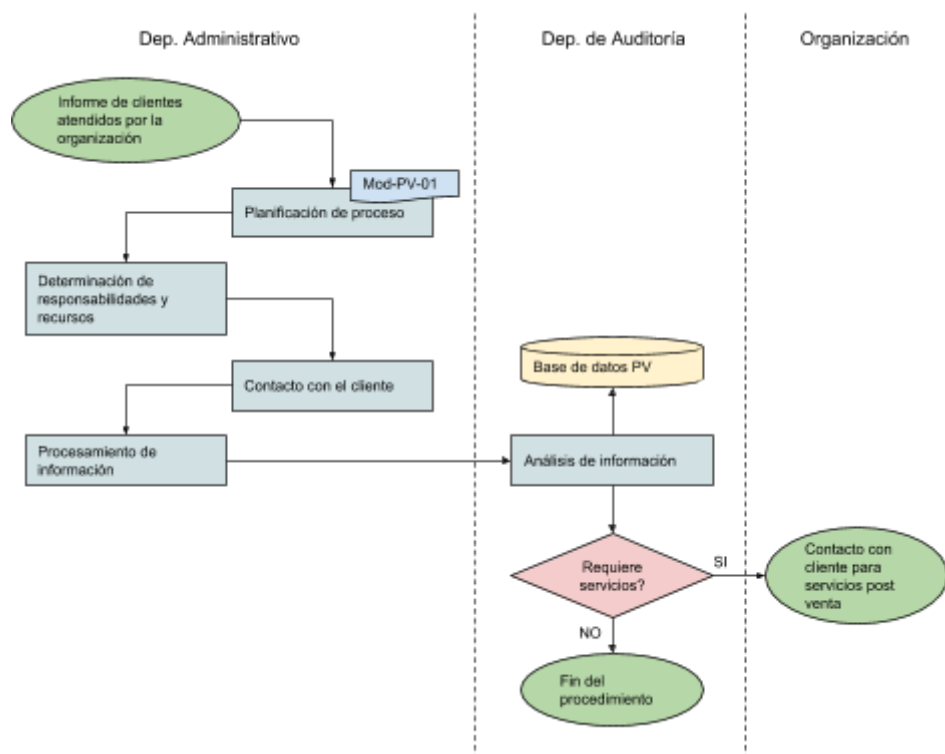 Dep. Administrativo
Dep. de Auditoría
Organización
Informe de clientes
atendidos por la
organización
Mod-PV-01
Planificación de proceso
Determinación de
responsabilidades y
recursos
Contacto con el cliente
Base de datos PV
Procesamiento de
información
Análisis de información
Requiere
servicios?
SI
Contacto con
cliente para
servicios post
venta
NO
Fin del
procedimiento